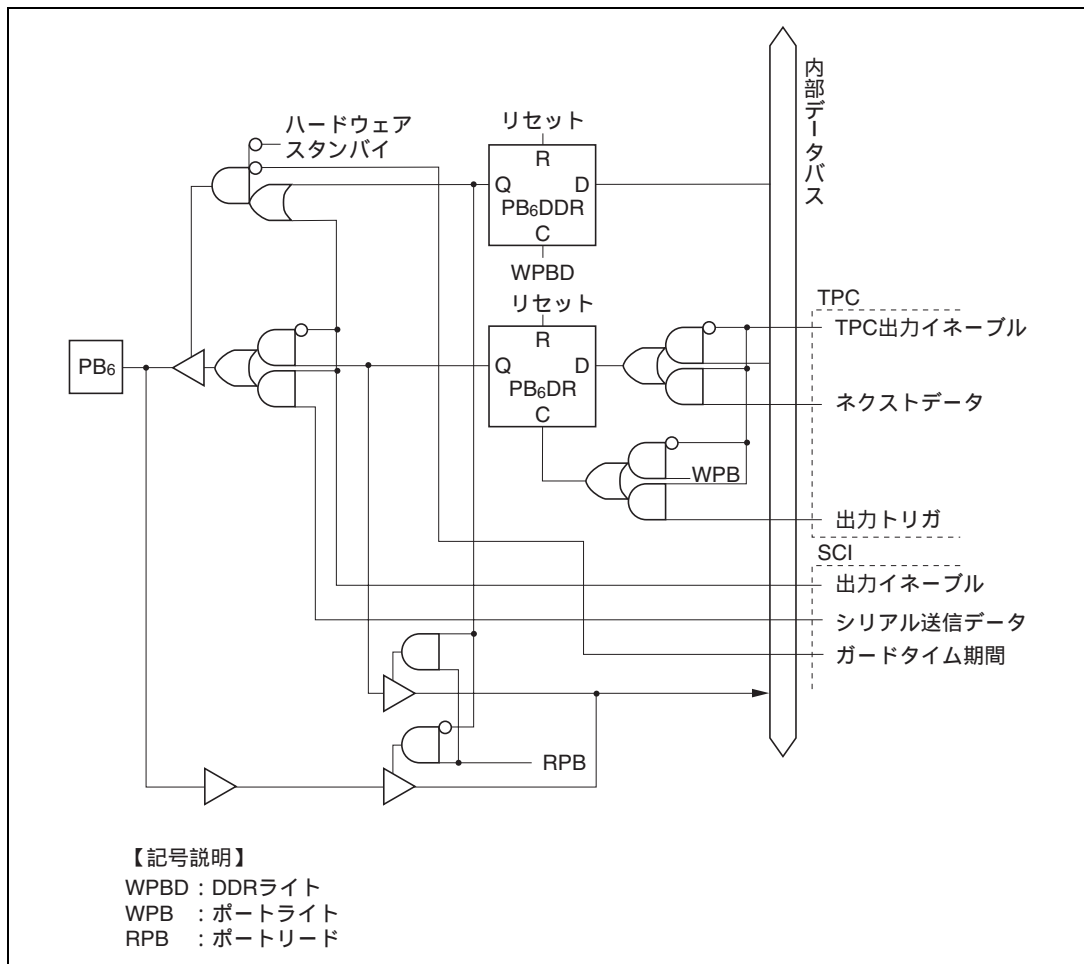 ハードウェア
スタンバイ
リセット
R
Q
D
PB₆DDR
C
WPBD
内部データバス
リセット
R
Q
D
PB₆DR
C
PB₆
WPB
TPC
TPC出力イネーブル
ネクストデータ
出力トリガ
SCI
出力イネーブル
シリアル送信データ
ガードタイム期間
RPB
【記号説明】
WPBD:DDRライト
WPB :ポートライト
RPB :ポートリード